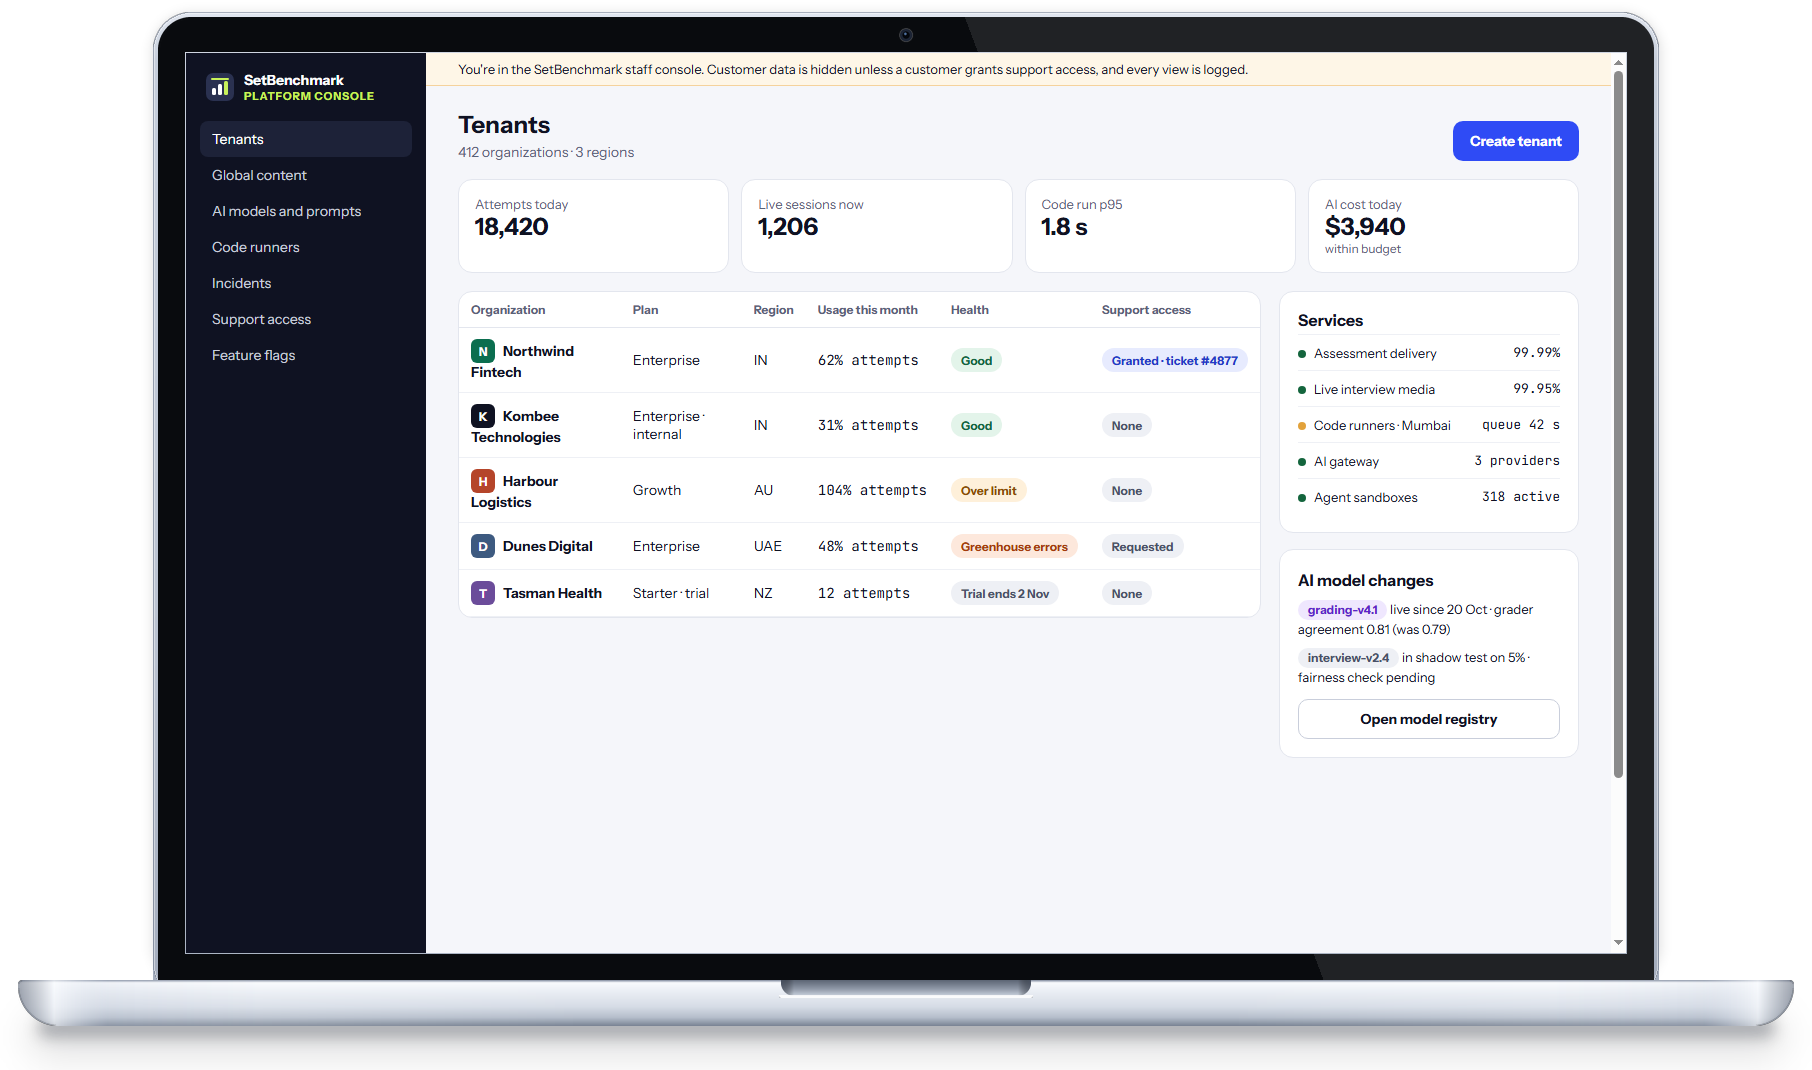 SetBenchmark
PLATFORM CONSOLE
Tenants
Global content
AI models and prompts
Code runners
Incidents
Support access
Feature flags
You're in the SetBenchmark staff console. Customer data is hidden unless a customer grants support access, and every view is logged.
Tenants
412 organizations · 3 regions
Create tenant
Attempts today
18,420
Live sessions now
1,206
Code run p95
1.8 s
AI cost today
$3,940
within budget
Organization Plan Region Usage this month Health Support access
N Northwind Fintech Enterprise IN 62% attempts Good Granted · ticket #4877
K Kombee Technologies Enterprise · internal IN 31% attempts Good None
H Harbour Logistics Growth AU 104% attempts Over limit None
D Dunes Digital Enterprise UAE 48% attempts Greenhouse errors Requested
T Tasman Health Starter · trial NZ 12 attempts Trial ends 2 Nov None
Services
Assessment delivery 99.99%
Live interview media 99.95%
Code runners · Mumbai queue 42 s
AI gateway 3 providers
Agent sandboxes 318 active
AI model changes
grading-v4.1 live since 20 Oct · grader
agreement 0.81 (was 0.79)
interview-v2.4 in shadow test on 5% ·
fairness check pending
Open model registry